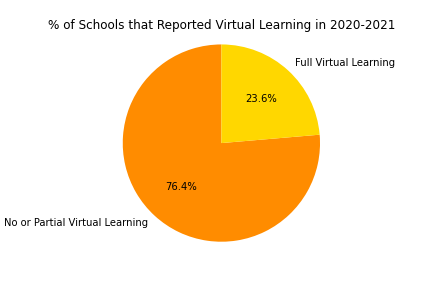 % of Schools that Reported Virtual Learning in 2020-2021
Full Virtual Learning
23.6%
76.4%
No or Partial Virtual Learning